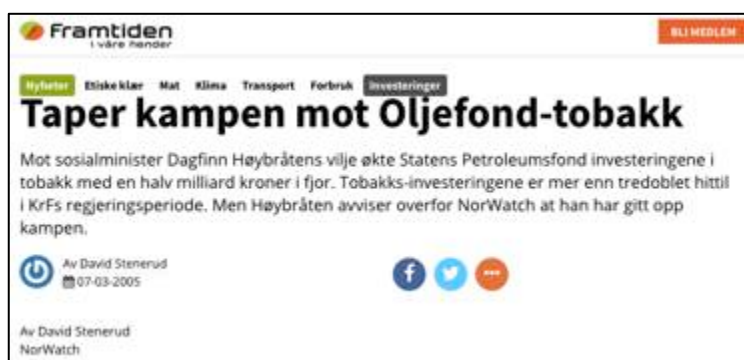 Framtiden
i våre hender
BLI MEDLEM
Nyheter Etiske klær Mat Klima Transport Forbruk Investeringer
Taper kampen mot Oljefond-tobakk
Mot sosialminister Dagfinn Høybråtens vilje økte Statens Petroleumsfond investeringene i
tobakk med en halv milliard kroner i fjor. Tobakks-investeringene er mer enn tredoblet hittil
i KrFs regjeringsperiode. Men Høybråten avviser overfor NorWatch at han har gitt opp
kampen.
Av David Stenerud
07-03-2005
Av David Stenerud
NorWatch